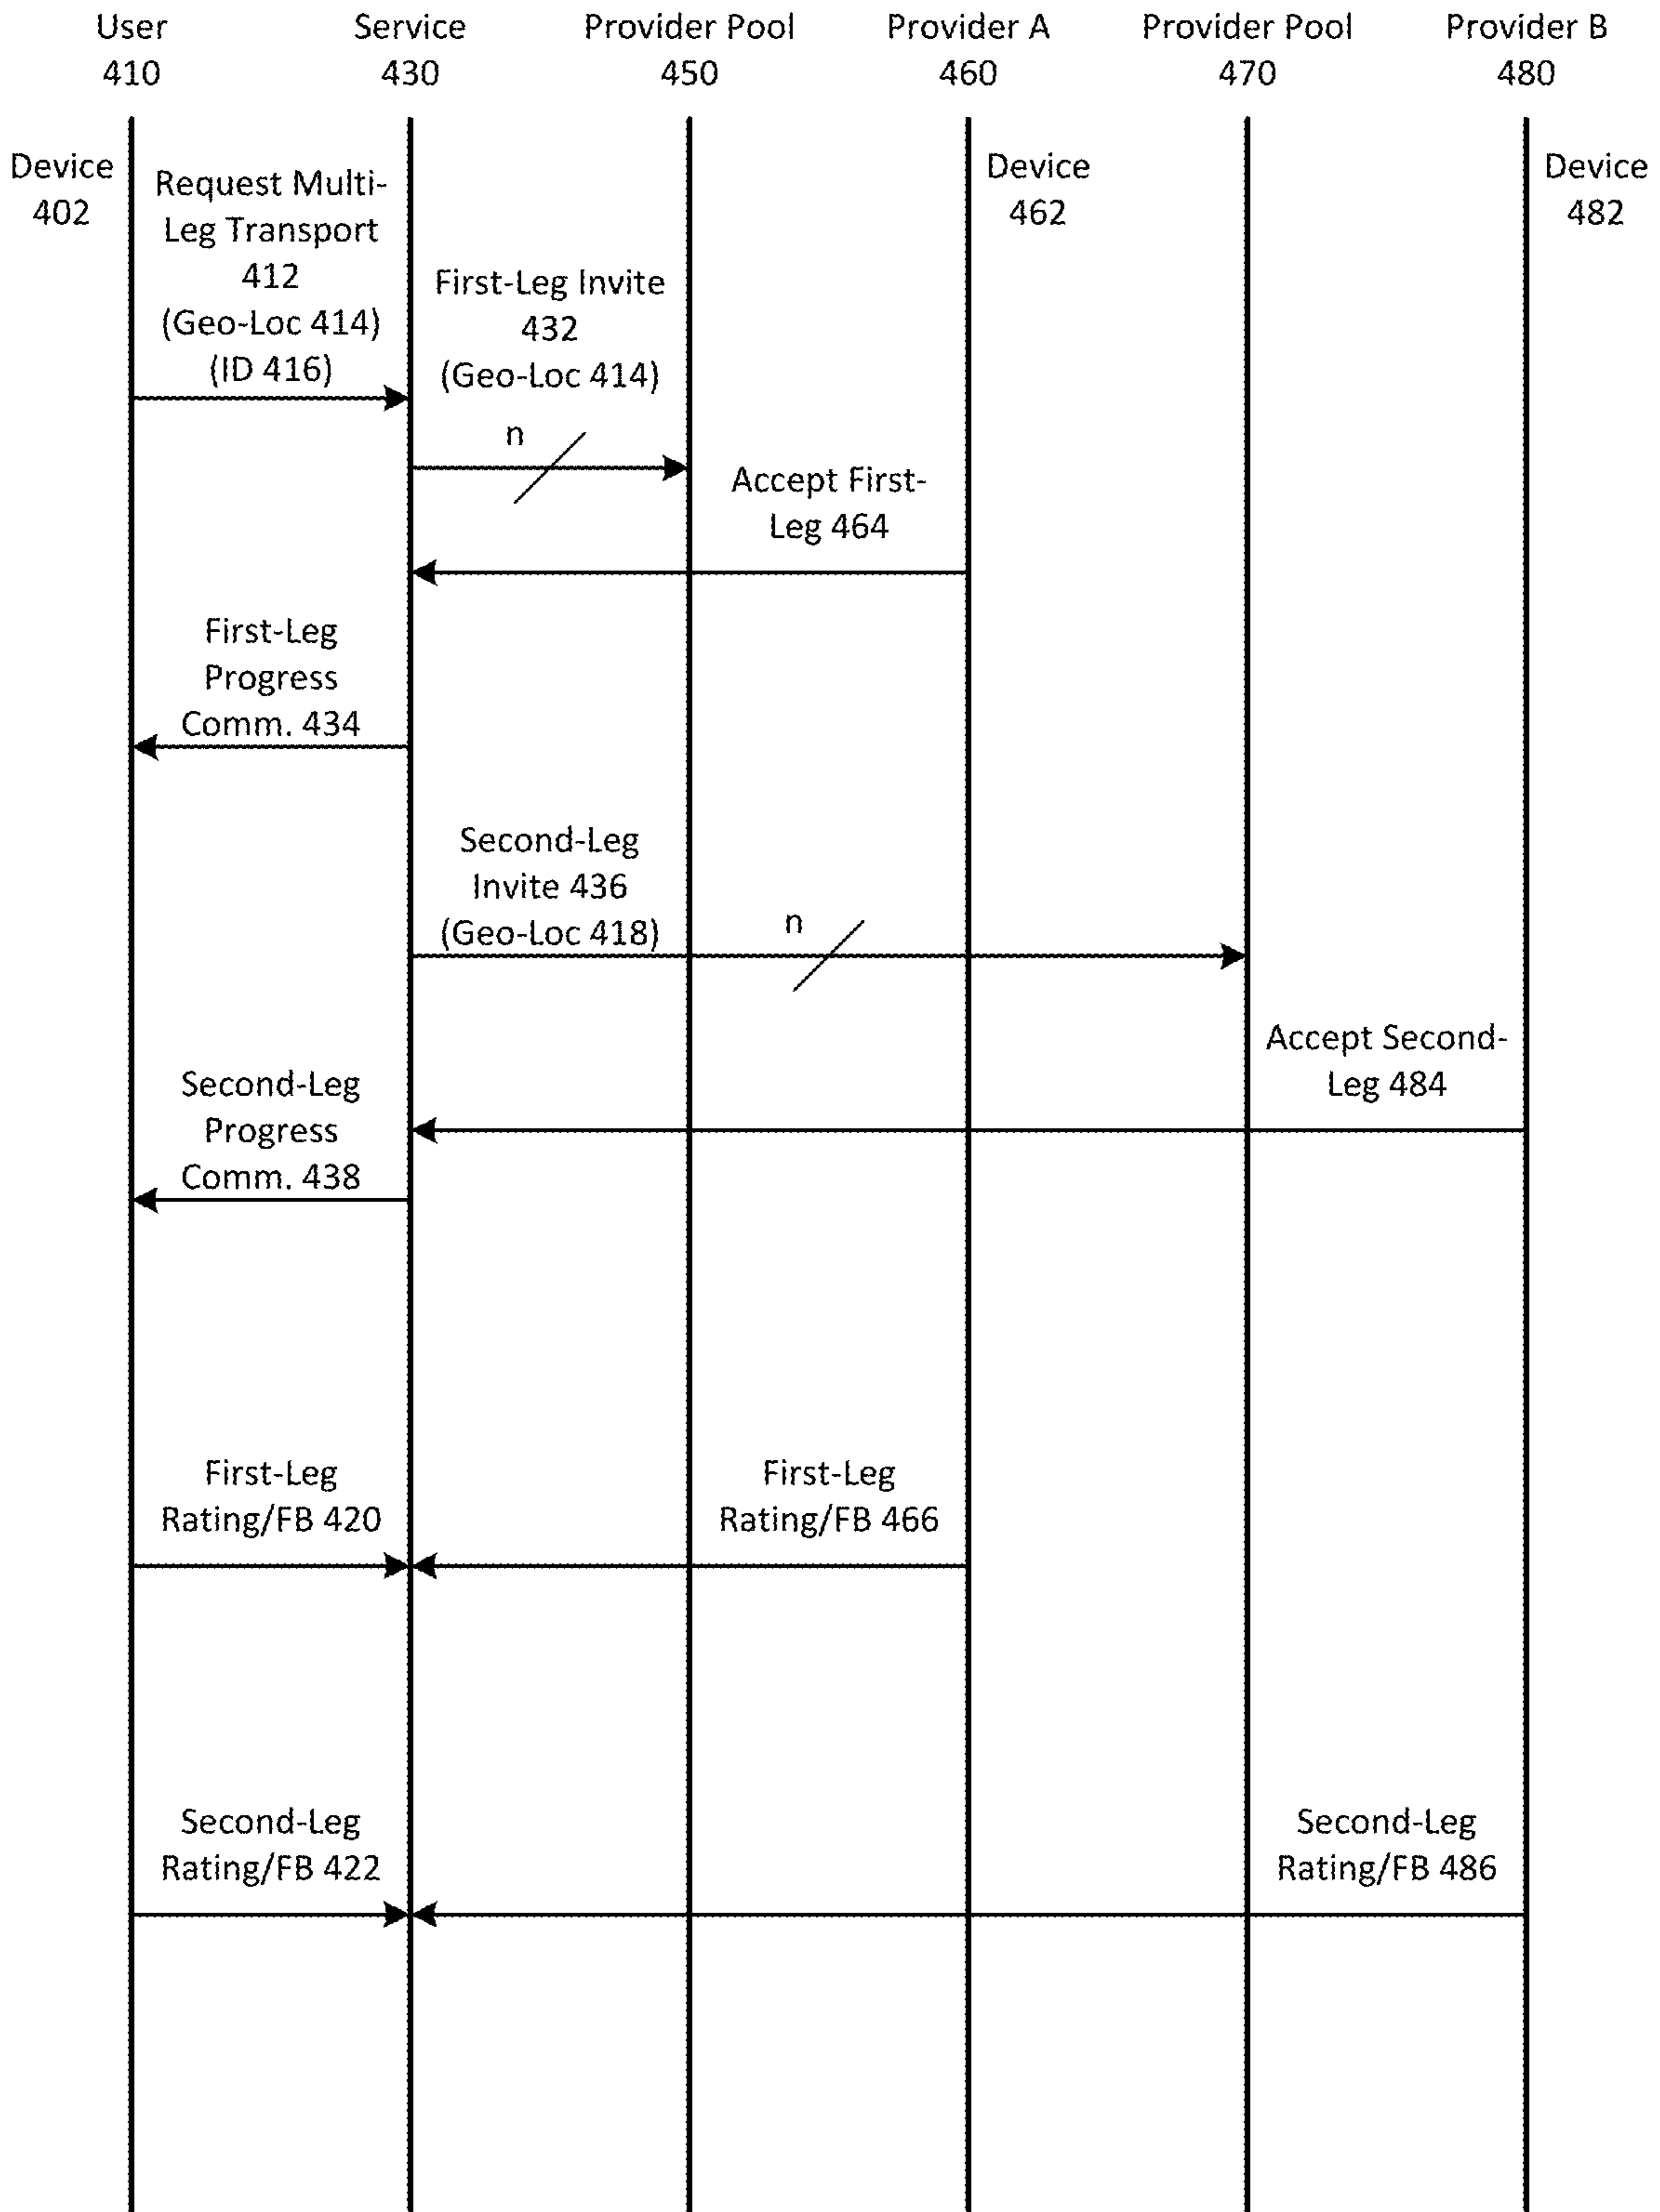 User
410
Service
430
Provider Pool
450
Provider A
460
Provider Pool
470
Provider B
480
Device
402
Device
462
Device
482
Request Multi-
Leg Transport
412
(Geo-Loc 414)
(ID 416)
First-Leg Invite
432
(Geo-Loc 414)
n
Accept First-
Leg 464
First-Leg
Progress
Comm. 434
Second-Leg
Invite 436
(Geo-Loc 418)
n
Accept Second-
Leg 484
Second-Leg
Progress
Comm. 438
First-Leg
Rating/FB 420
First-Leg
Rating/FB 466
Second-Leg
Rating/FB 422
Second-Leg
Rating/FB 486